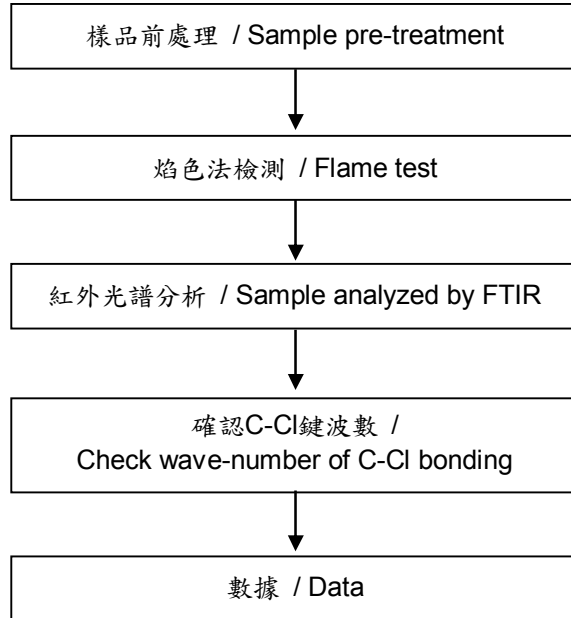 樣品前處理 / Sample pre-treatment
焰色法檢測 / Flame test
紅外光譜分析 / Sample analyzed by FTIR
確認C-Cl鍵波數 /
Check wave-number of C-Cl bonding
數據 / Data